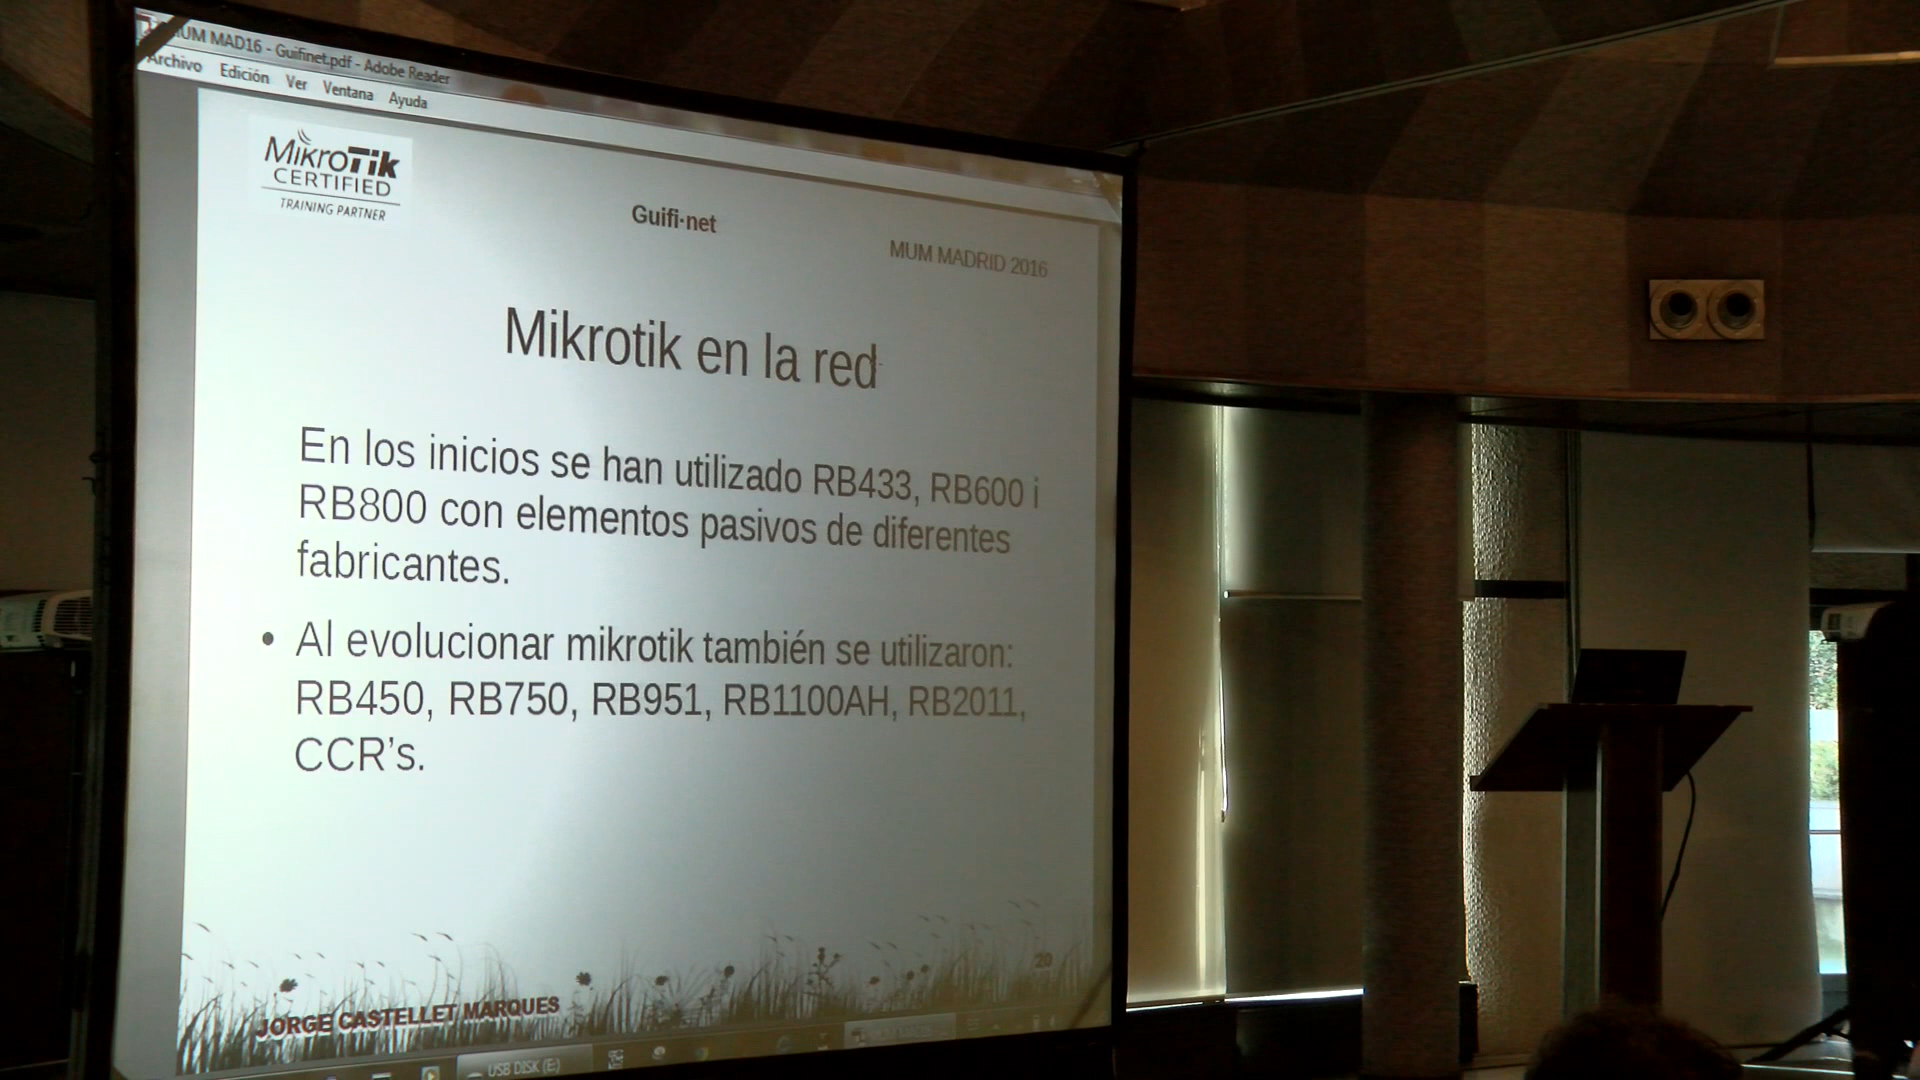 MUM MAD16 - Guifinet.pdf - Adobe Reader
Archivo Edición Ver Ventana Ayuda
MikroTik
CERTIFIED
TRAINING PARTNER
Guifi·net
MUM MADRID 2016
Mikrotik en la red
En los inicios se han utilizado RB433, RB600 i
RB800 con elementos pasivos de diferentes
fabricantes.
• Al evolucionar mikrotik también se utilizaron:
RB450, RB750, RB951, RB1100AH, RB2011,
CCR’s.
20
JORGE CASTELLET MARQUES
USB DISK (E:)